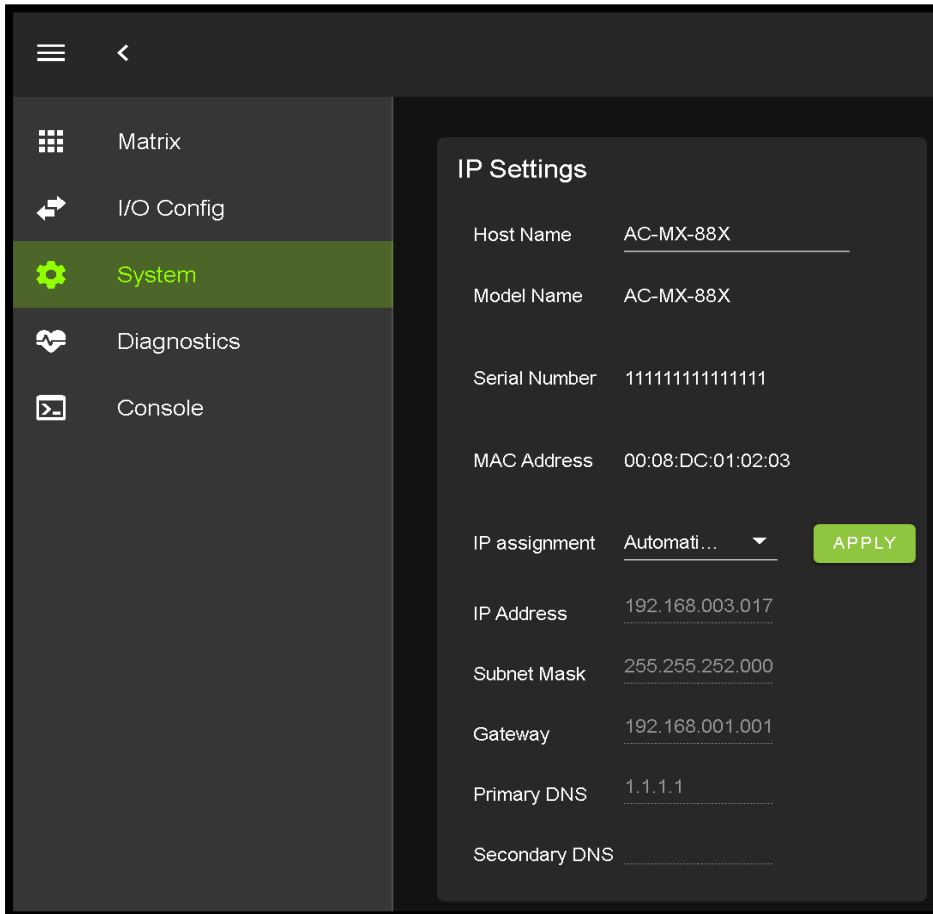 Matrix
I/O Config
System
Diagnostics
Console
IP Settings
Host Name AC-MX-88X
Model Name AC-MX-88X
Serial Number 111111111111111
MAC Address 00:08:DC:01:02:03
IP assignment Automati... APPLY
IP Address 192.168.003.017
Subnet Mask 255.255.252.000
Gateway 192.168.001.001
Primary DNS 1.1.1.1
Secondary DNS